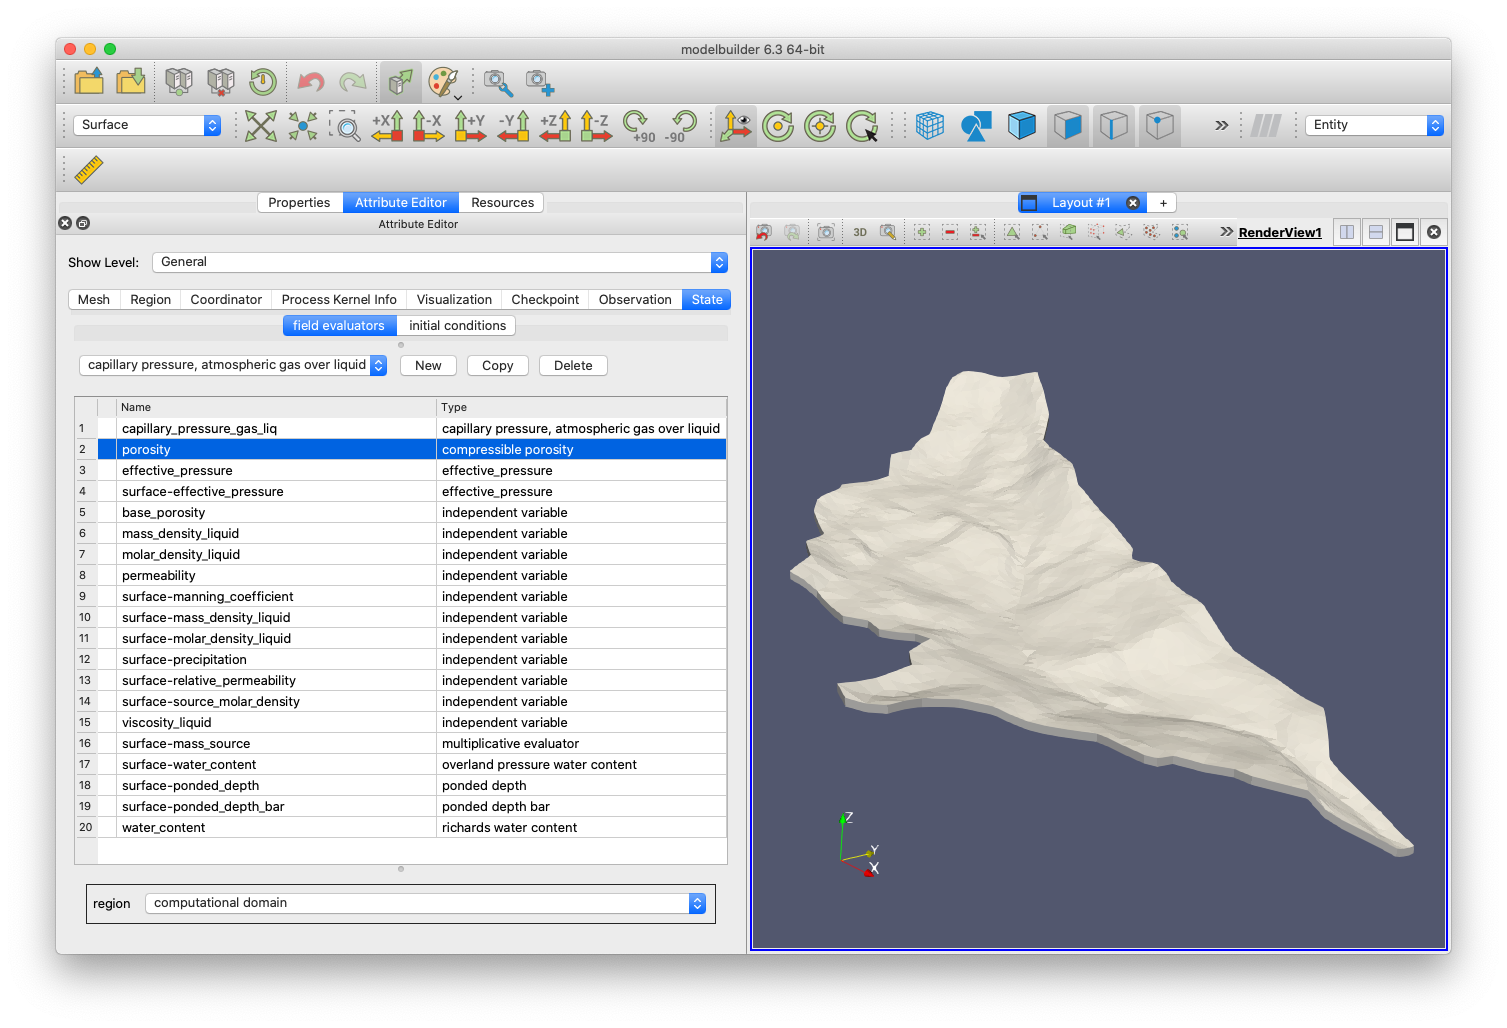 modelbuilder 6.3 64-bit
Surface
+X -X +Y -Y +Z -Z +90 -90
Entity
Properties Attribute Editor Resources
Layout #1 +
Attribute Editor
3D RenderView1
Show Level: General
Mesh Region Coordinator Process Kernel Info Visualization Checkpoint Observation State
field evaluators initial conditions
capillary pressure, atmospheric gas over liquid New Copy Delete
Name Type
1 capillary_pressure_gas_liq capillary pressure, atmospheric gas over liquid
2 porosity compressible porosity
3 effective_pressure effective_pressure
4 surface-effective_pressure effective_pressure
5 base_porosity independent variable
6 mass_density_liquid independent variable
7 molar_density_liquid independent variable
8 permeability independent variable
9 surface-manning_coefficient independent variable
10 surface-mass_density_liquid independent variable
11 surface-molar_density_liquid independent variable
12 surface-precipitation independent variable
13 surface-relative_permeability independent variable
14 surface-source_molar_density independent variable
15 viscosity_liquid independent variable
16 surface-mass_source multiplicative evaluator
17 surface-water_content overland pressure water content
18 surface-ponded_depth ponded depth
19 surface-ponded_depth_bar ponded depth bar
20 water_content richards water content
region computational domain
Z
Y
X